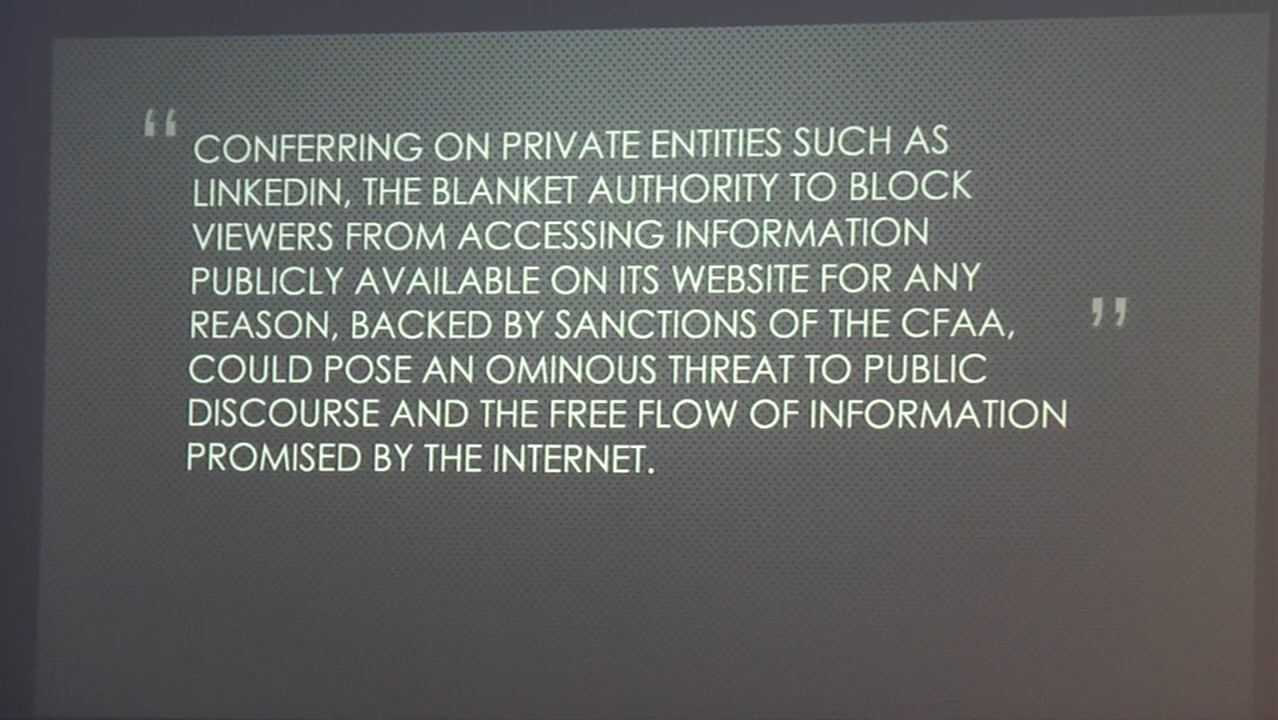 “ CONFERRING ON PRIVATE ENTITIES SUCH AS
LINKEDIN, THE BLANKET AUTHORITY TO BLOCK
VIEWERS FROM ACCESSING INFORMATION
PUBLICLY AVAILABLE ON ITS WEBSITE FOR ANY
REASON, BACKED BY SANCTIONS OF THE CFAA, ”
COULD POSE AN OMINOUS THREAT TO PUBLIC
DISCOURSE AND THE FREE FLOW OF INFORMATION
PROMISED BY THE INTERNET.